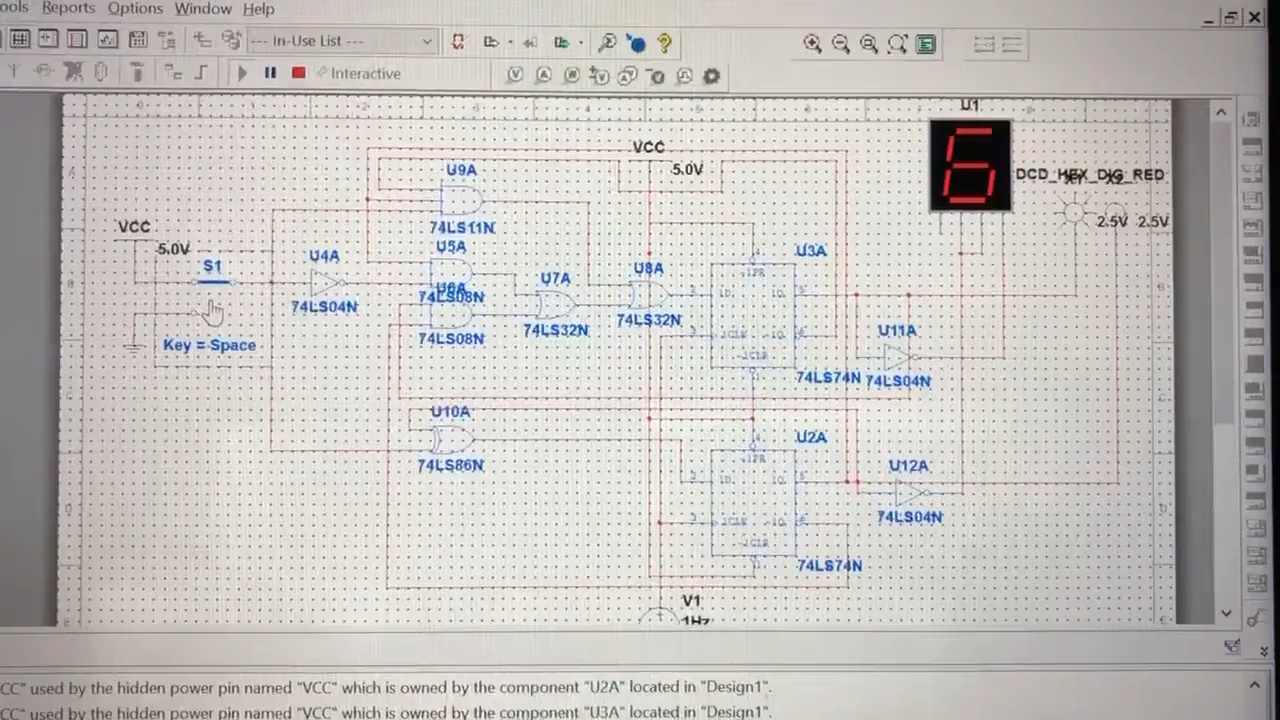 ools Reports Options Window Help
--- In-Use List ---
Interactive
U1
DCD_HEX_DIG_RED
2.5V 2.5V
VCC
5.0V
U9A
74LS11N
VCC
5.0V
S1
Key = Space
U4A
74LS04N
U5A
74LS08N
U6A
74LS08N
U7A
74LS32N
U8A
74LS32N
U3A
74LS74N
U11A
74LS04N
U10A
74LS86N
U2A
74LS74N
U12A
74LS04N
V1
1Hz
CC" used by the hidden power pin named "VCC" which is owned by the component "U2A" located in "Design1".
CC" used by the hidden power pin named "VCC" which is owned by the component "U3A" located in "Design1".